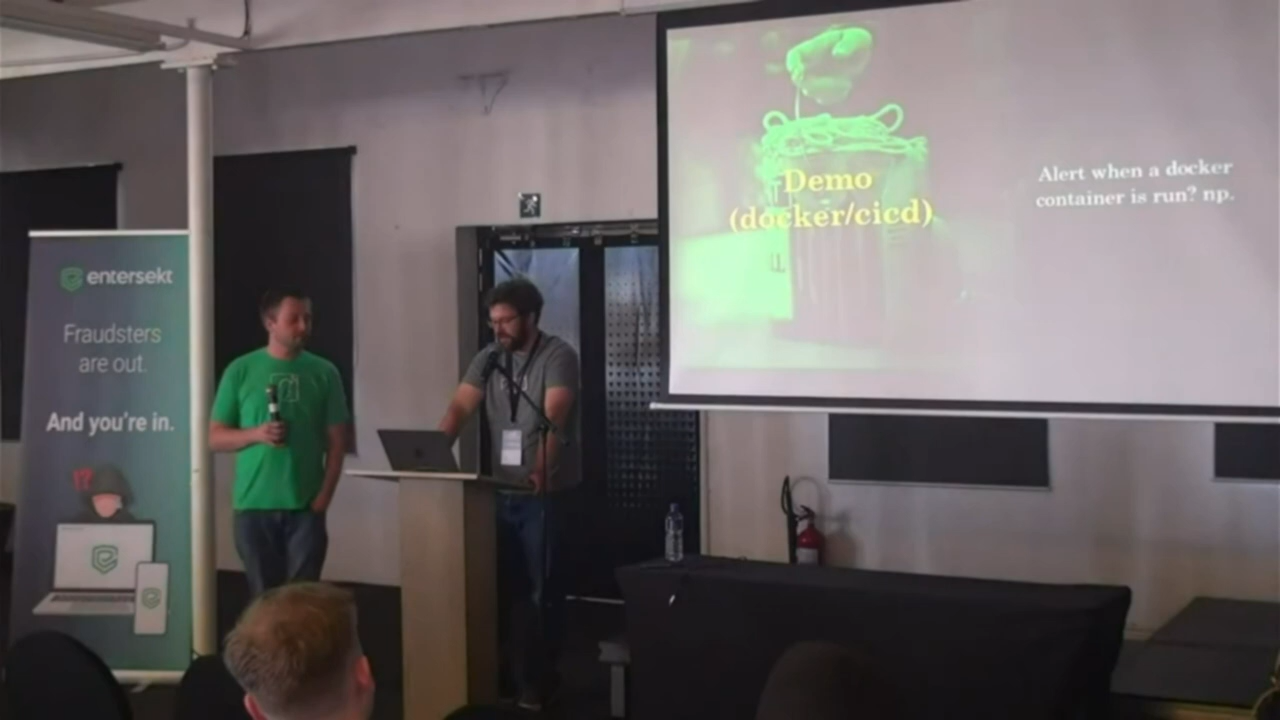 entersekt
Fraudsters
are out.
And you're in.
!?
Demo
(docker/cicd)
Alert when a docker
container is run? np.